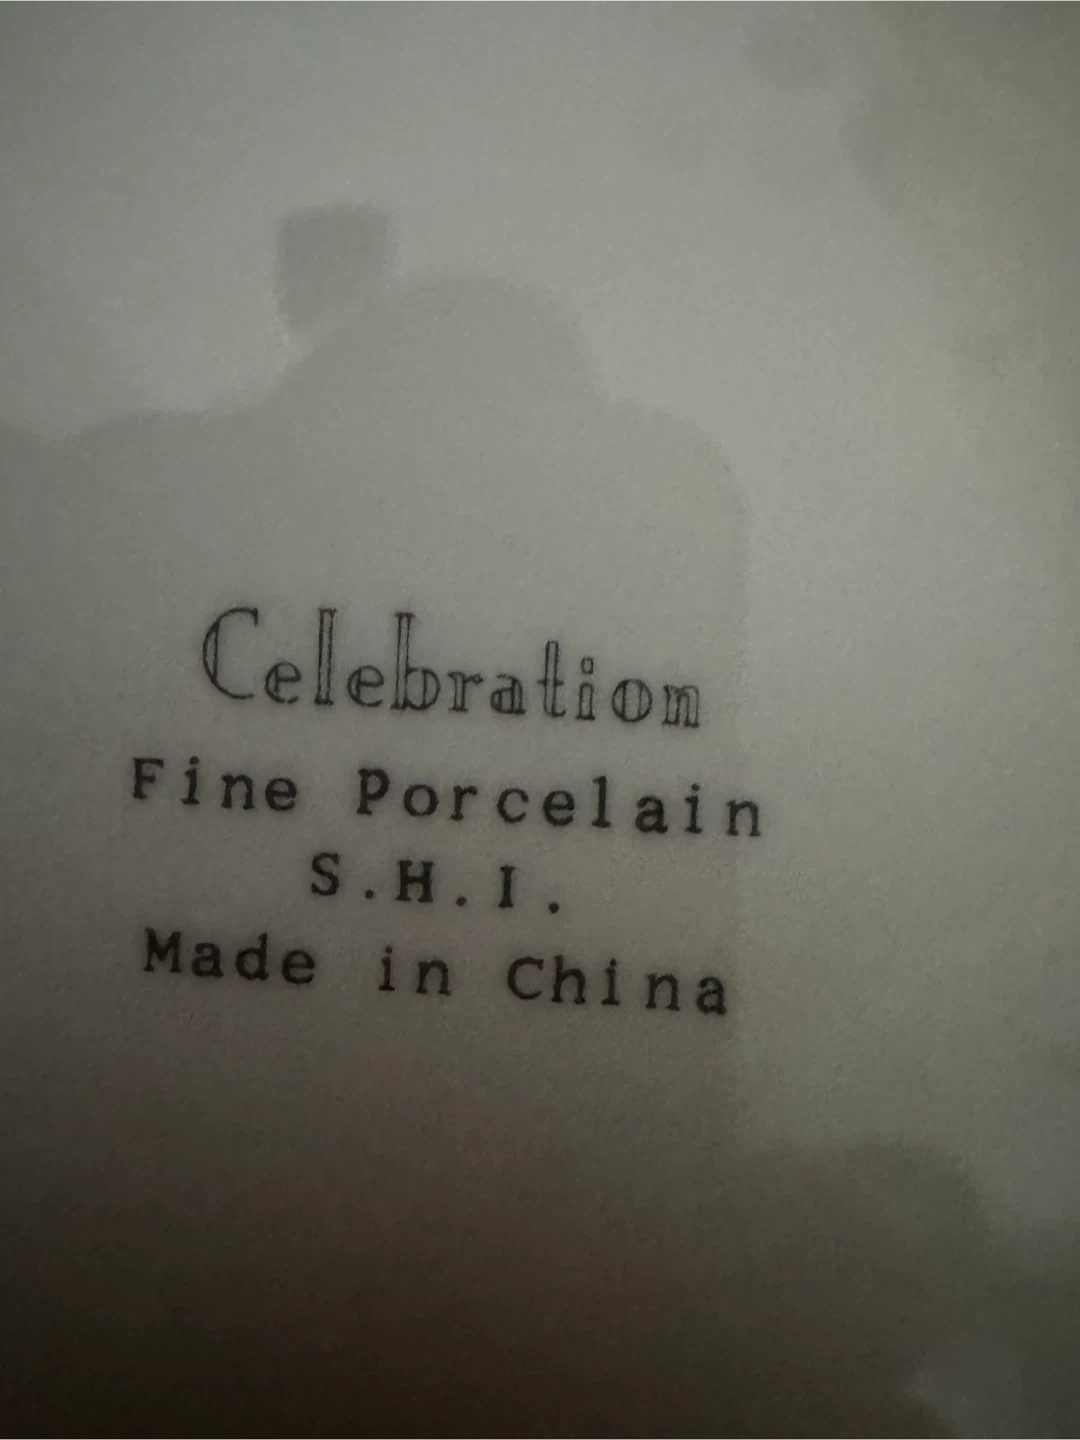 Celebration
Fine Porcelain
S.H.I.
Made in China